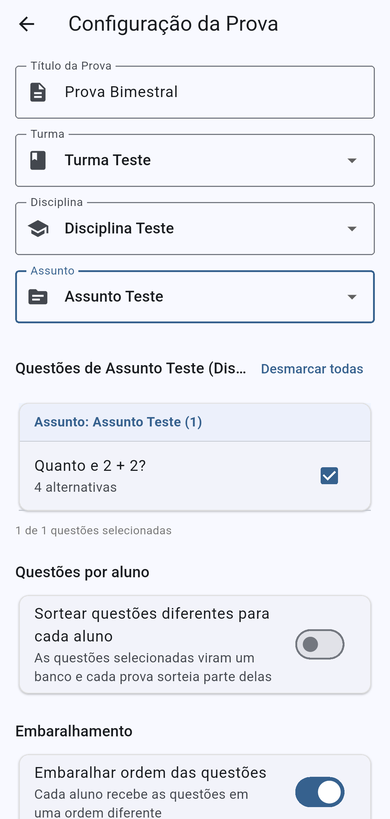 Configuração da Prova
Título da Prova
Prova Bimestral
Turma
Turma Teste
Disciplina
Disciplina Teste
Assunto
Assunto Teste
Questões de Assunto Teste (Dis... Desmarcar todas
Assunto: Assunto Teste (1)
Quanto e 2 + 2?
4 alternativas
1 de 1 questões selecionadas
Questões por aluno
Sortear questões diferentes para
cada aluno
As questões selecionadas viram um
banco e cada prova sorteia parte delas
Embaralhamento
Embaralhar ordem das questões
Cada aluno recebe as questões em
uma ordem diferente